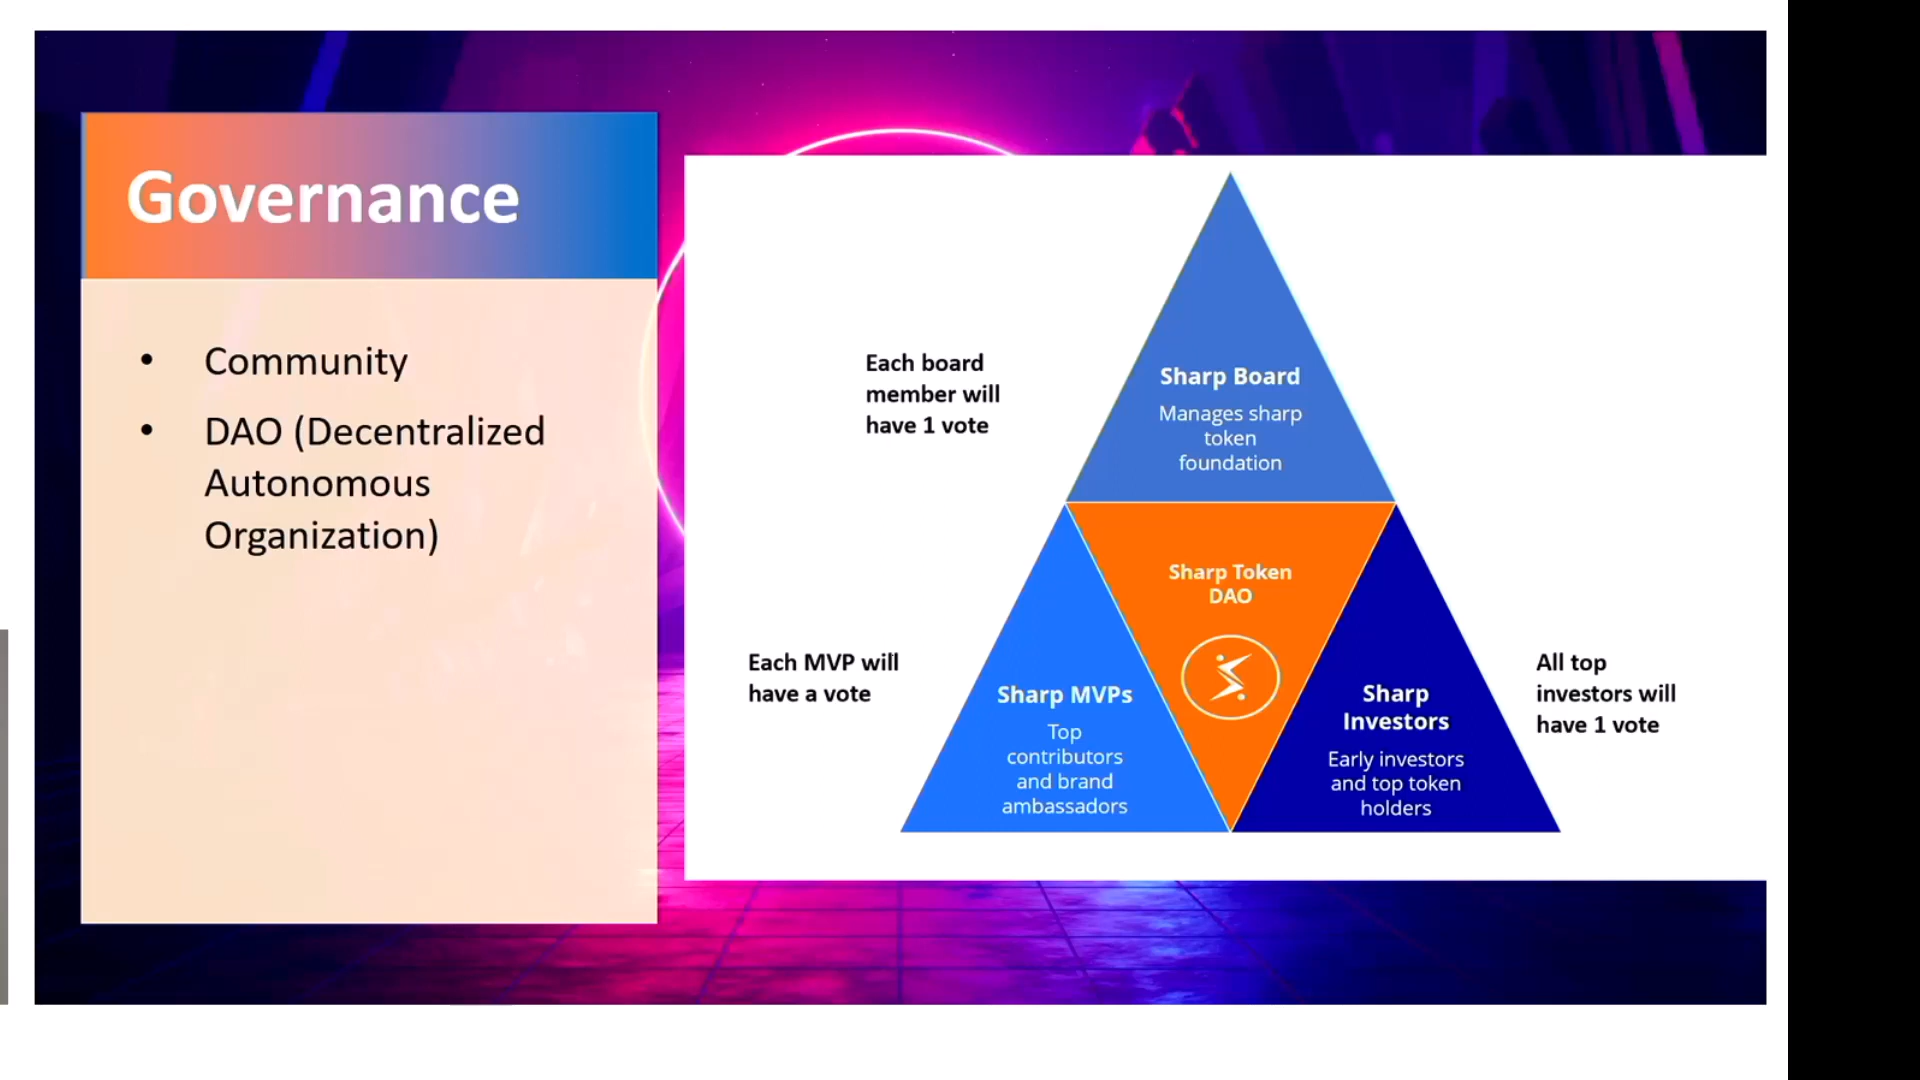 Governance
• Community
• DAO (Decentralized
Autonomous
Organization)
Each board
member will
have 1 vote
Sharp Board
Manages sharp
token
foundation
Sharp Token
DAO
Each MVP will
have a vote
Sharp MVPs
Top
contributors
and brand
ambassadors
Sharp
Investors
Early investors
and top token
holders
All top
investors will
have 1 vote